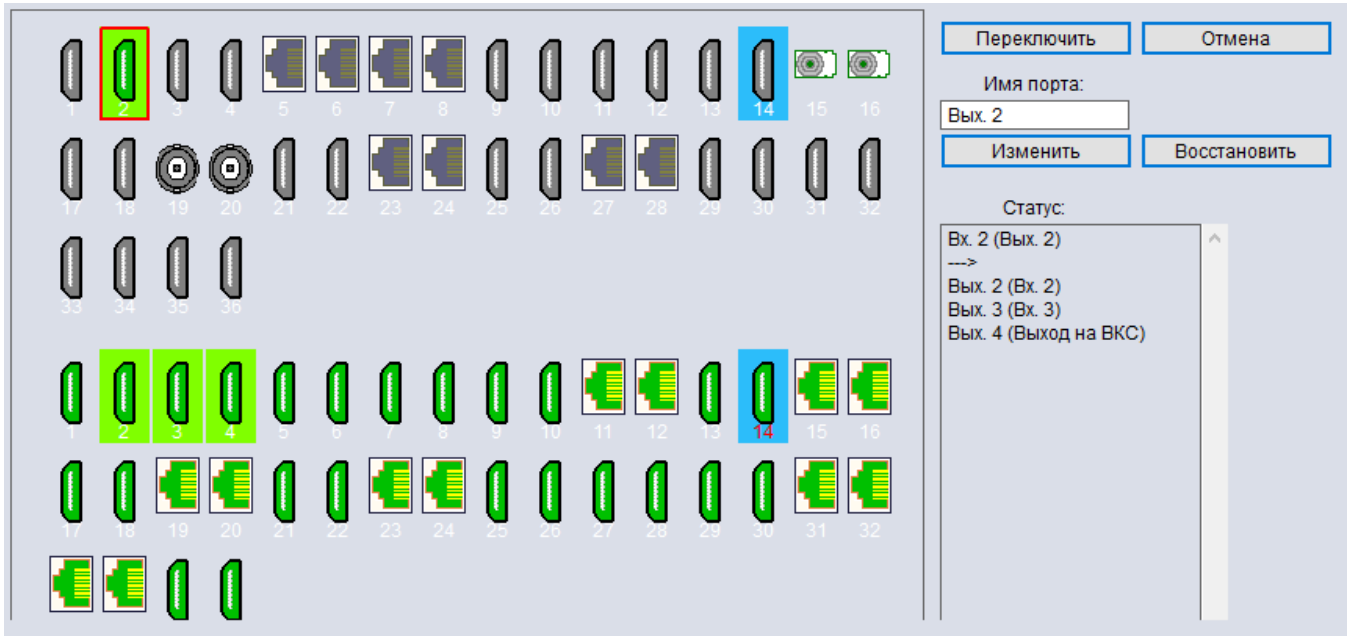 1 2 3 4 5 6 7 8 9 10 11 12 13 14 15 16
17 18 19 20 21 22 23 24 25 26 27 28 29 30 31 32
33 34 35 36
1 2 3 4 5 6 7 8 9 10 11 12 13 14 15 16
17 18 19 20 21 22 23 24 25 26 27 28 29 30 31 32
Переключить Отмена
Имя порта:
Вых. 2
Изменить Восстановить
Статус:
Вх. 2 (Вых. 2)
--->
Вых. 2 (Вх. 2)
Вых. 3 (Вх. 3)
Вых. 4 (Выход на ВКС)